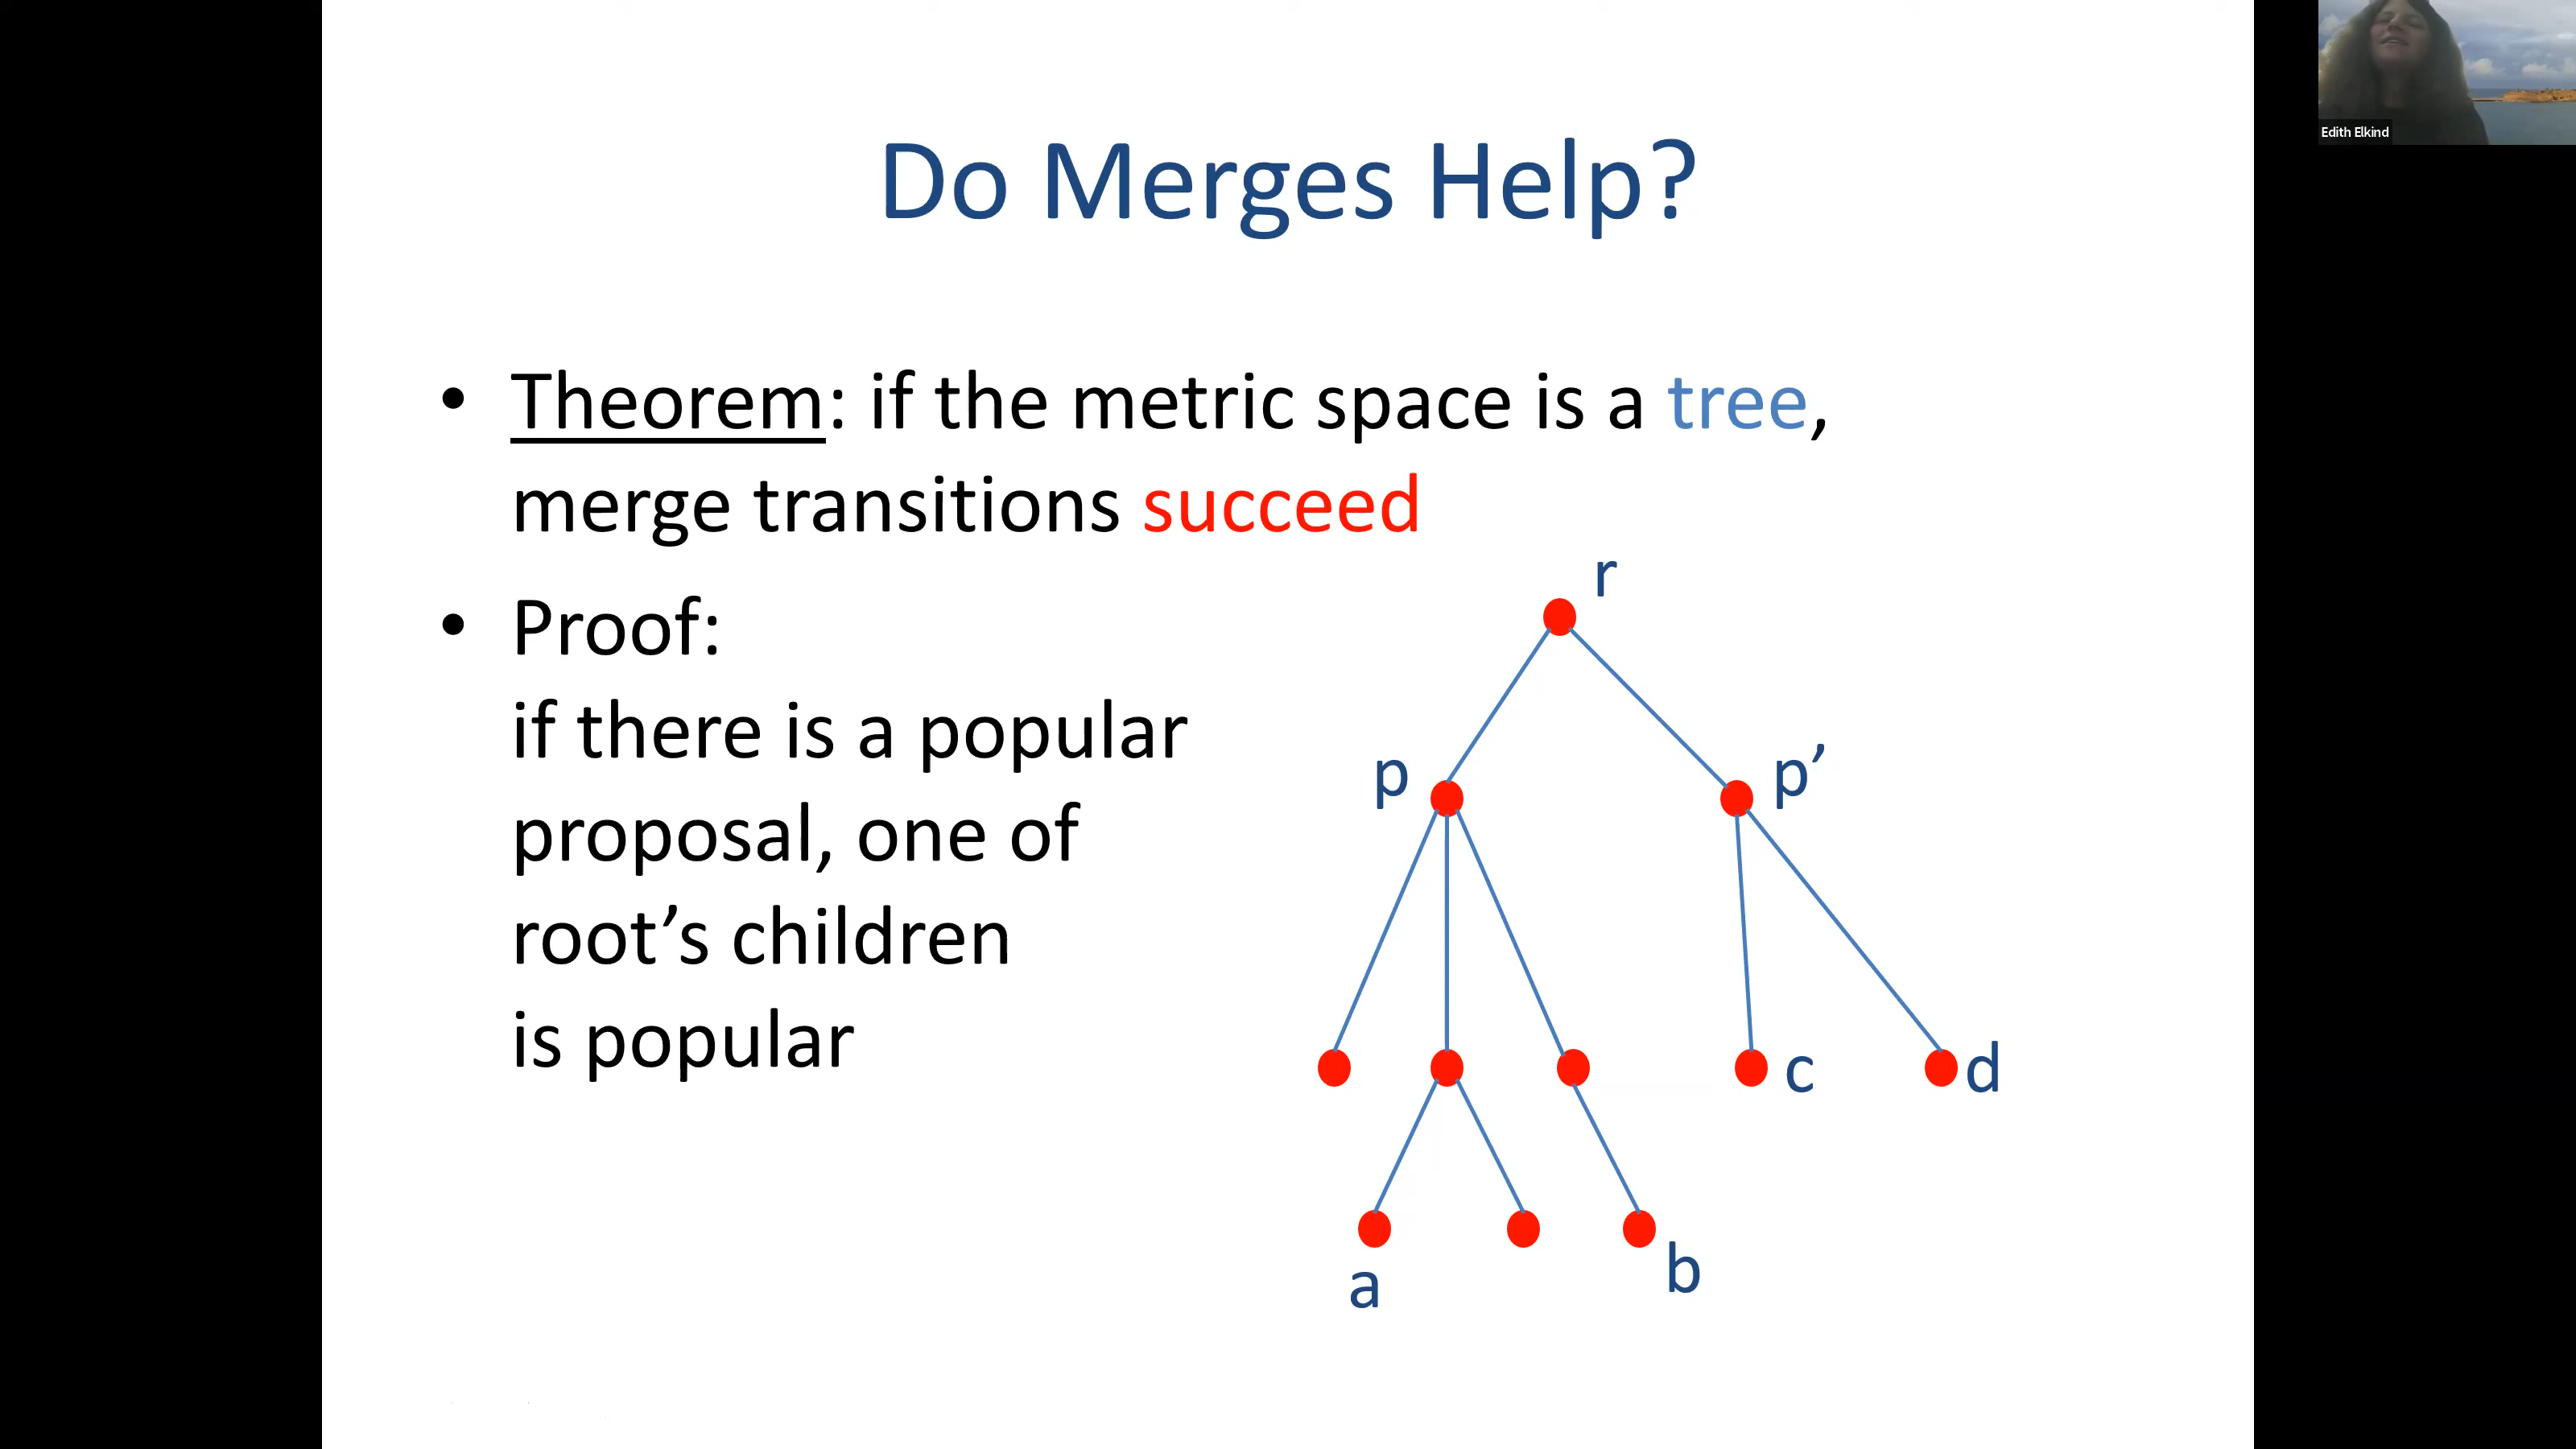 Edith Elkind
Do Merges Help?
• Theorem: if the metric space is a tree,
merge transitions succeed
• Proof:
if there is a popular
proposal, one of
root’s children
is popular
r
p
p’
c
d
a
b